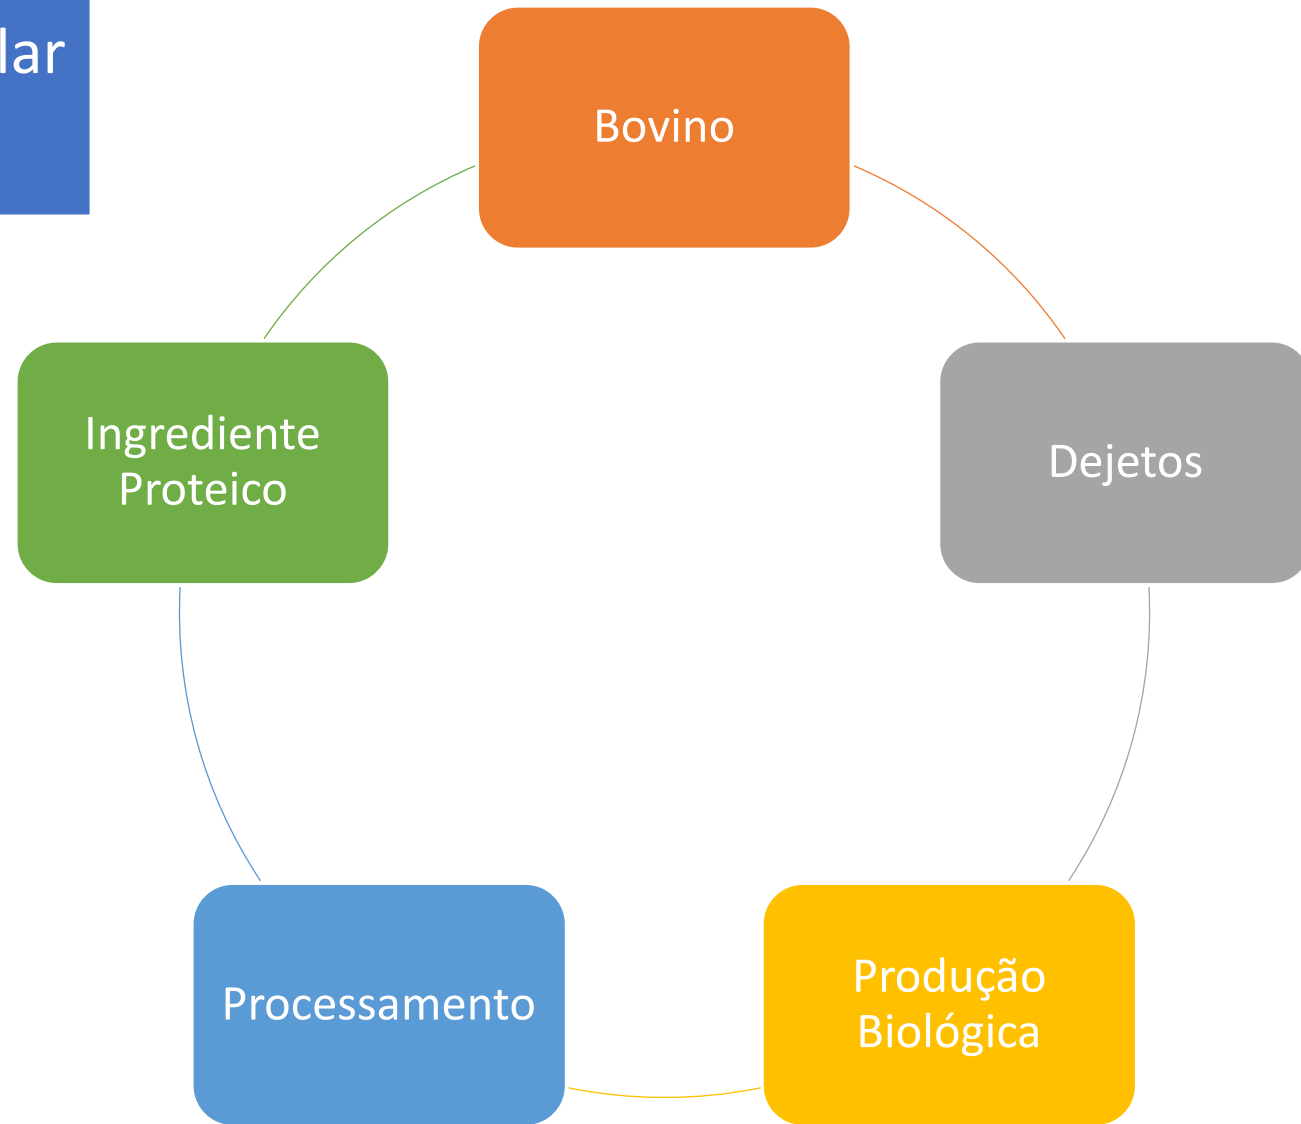 lar
Bovino
Ingrediente
Proteico
Dejetos
Processamento
Produção
Biológica